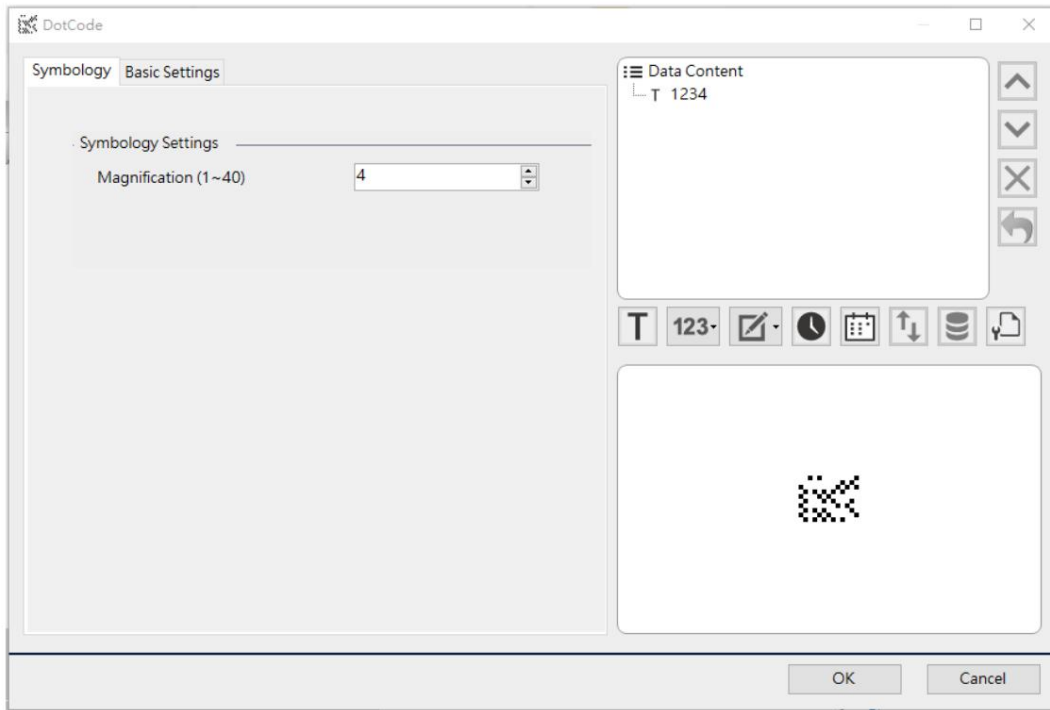 DotCode
Symbology
Basic Settings
Symbology Settings
Magnification (1~40)
4
Data Content
T 1234
T
123
OK
Cancel